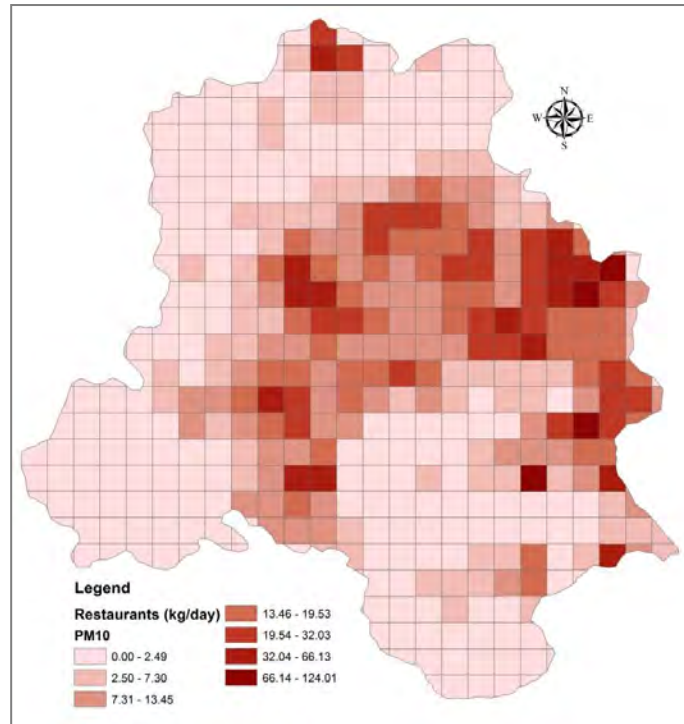 N
W E
S
Legend
Restaurants (kg/day)
PM10
0.00 - 2.49
2.50 - 7.30
7.31 - 13.45
13.46 - 19.53
19.54 - 32.03
32.04 - 66.13
66.14 - 124.01